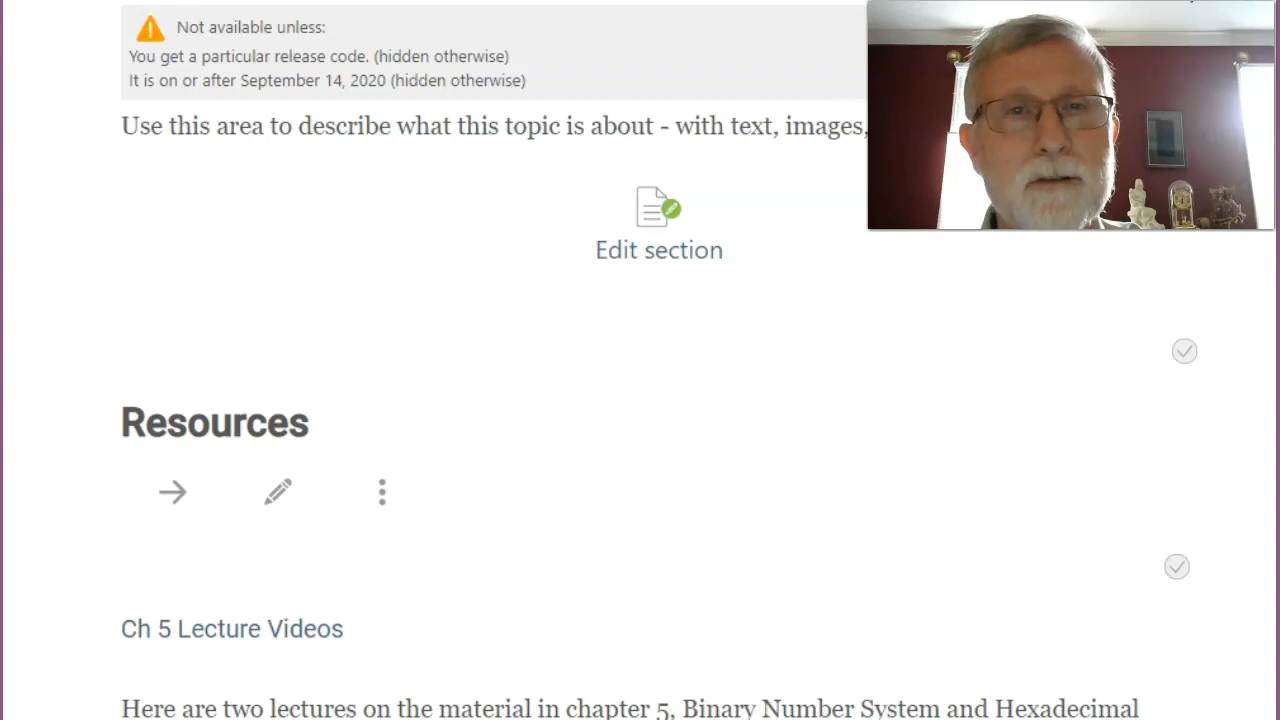 Not available unless:
You get a particular release code. (hidden otherwise)
It is on or after September 14, 2020 (hidden otherwise)
Use this area to describe what this topic is about - with text, images,
Edit section
Resources
Ch 5 Lecture Videos
Here are two lectures on the material in chapter 5, Binary Number System and Hexadecimal